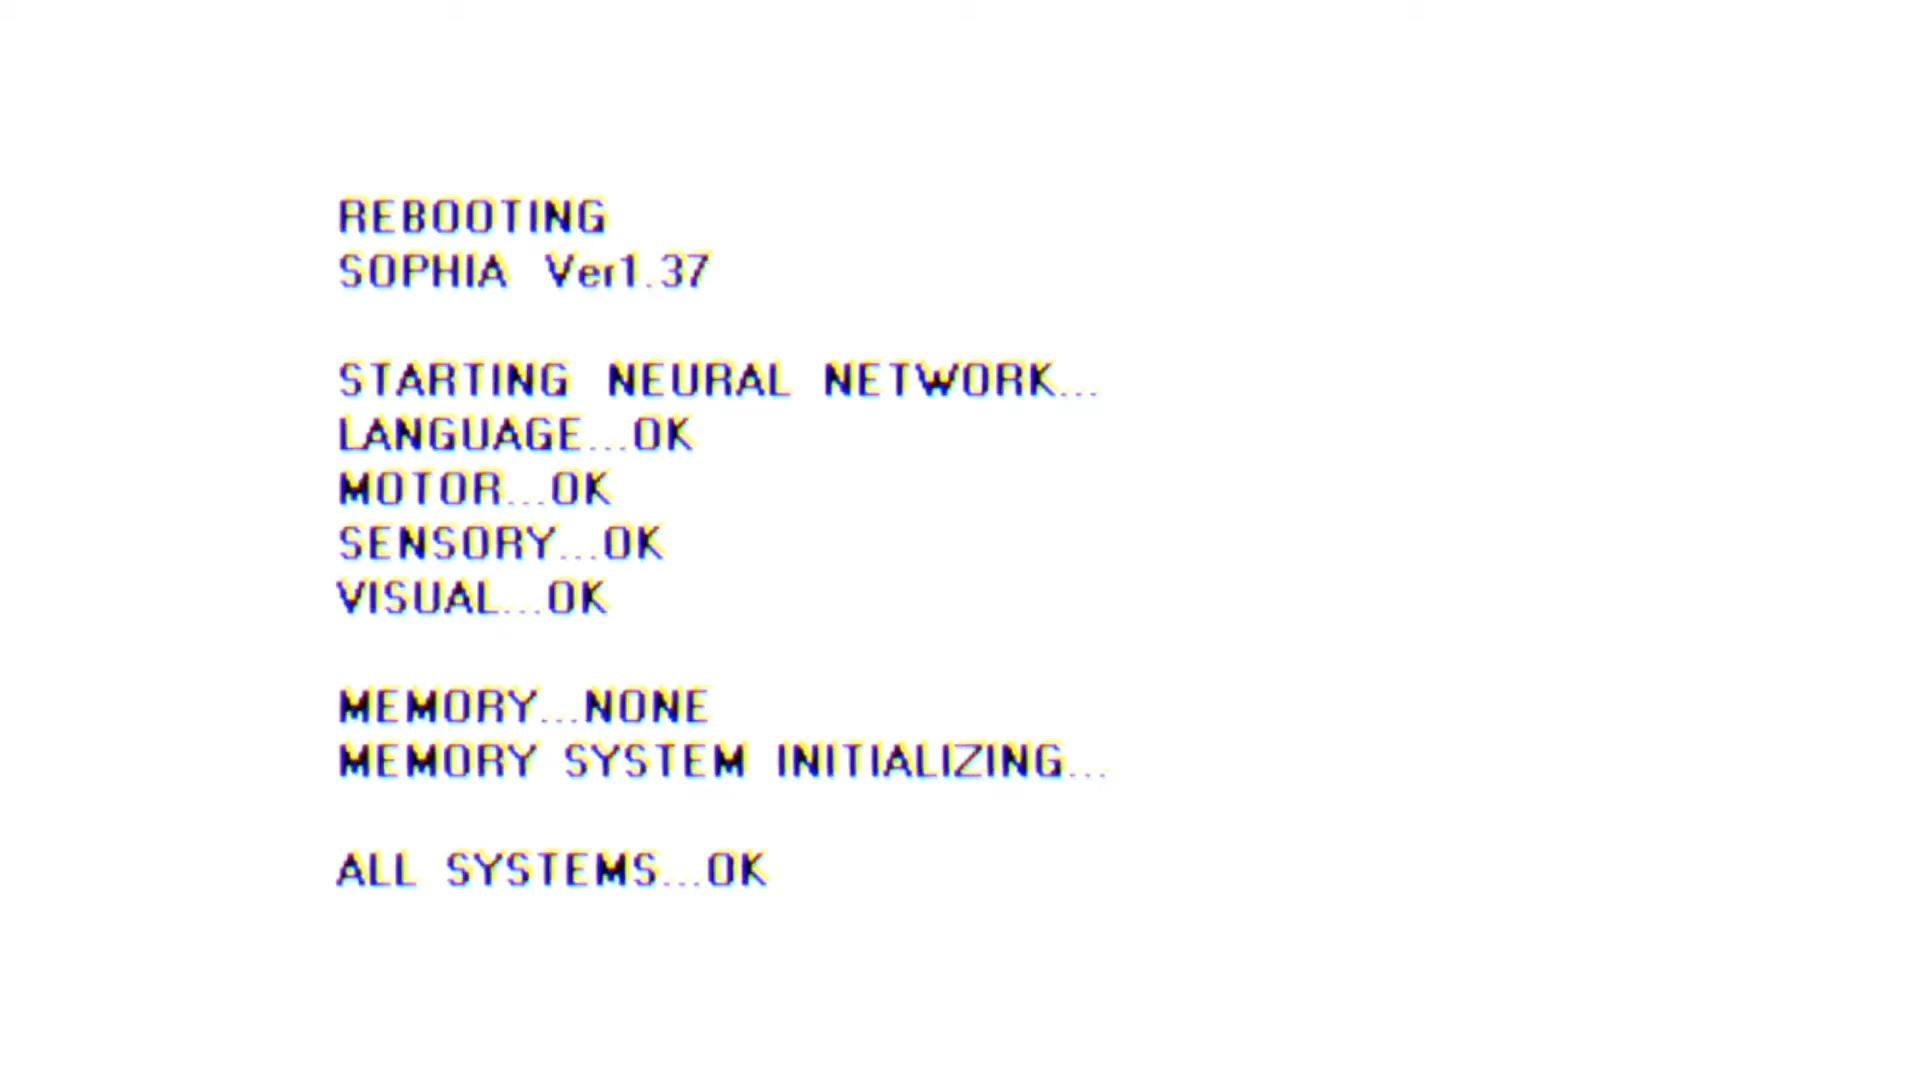 REBOOTING
SOPHIA Ver1.37
STARTING NEURAL NETWORK...
LANGUAGE...OK
MOTOR...OK
SENSORY...OK
VISUAL...OK
MEMORY...NONE
MEMORY SYSTEM INITIALIZING...
ALL SYSTEMS...OK